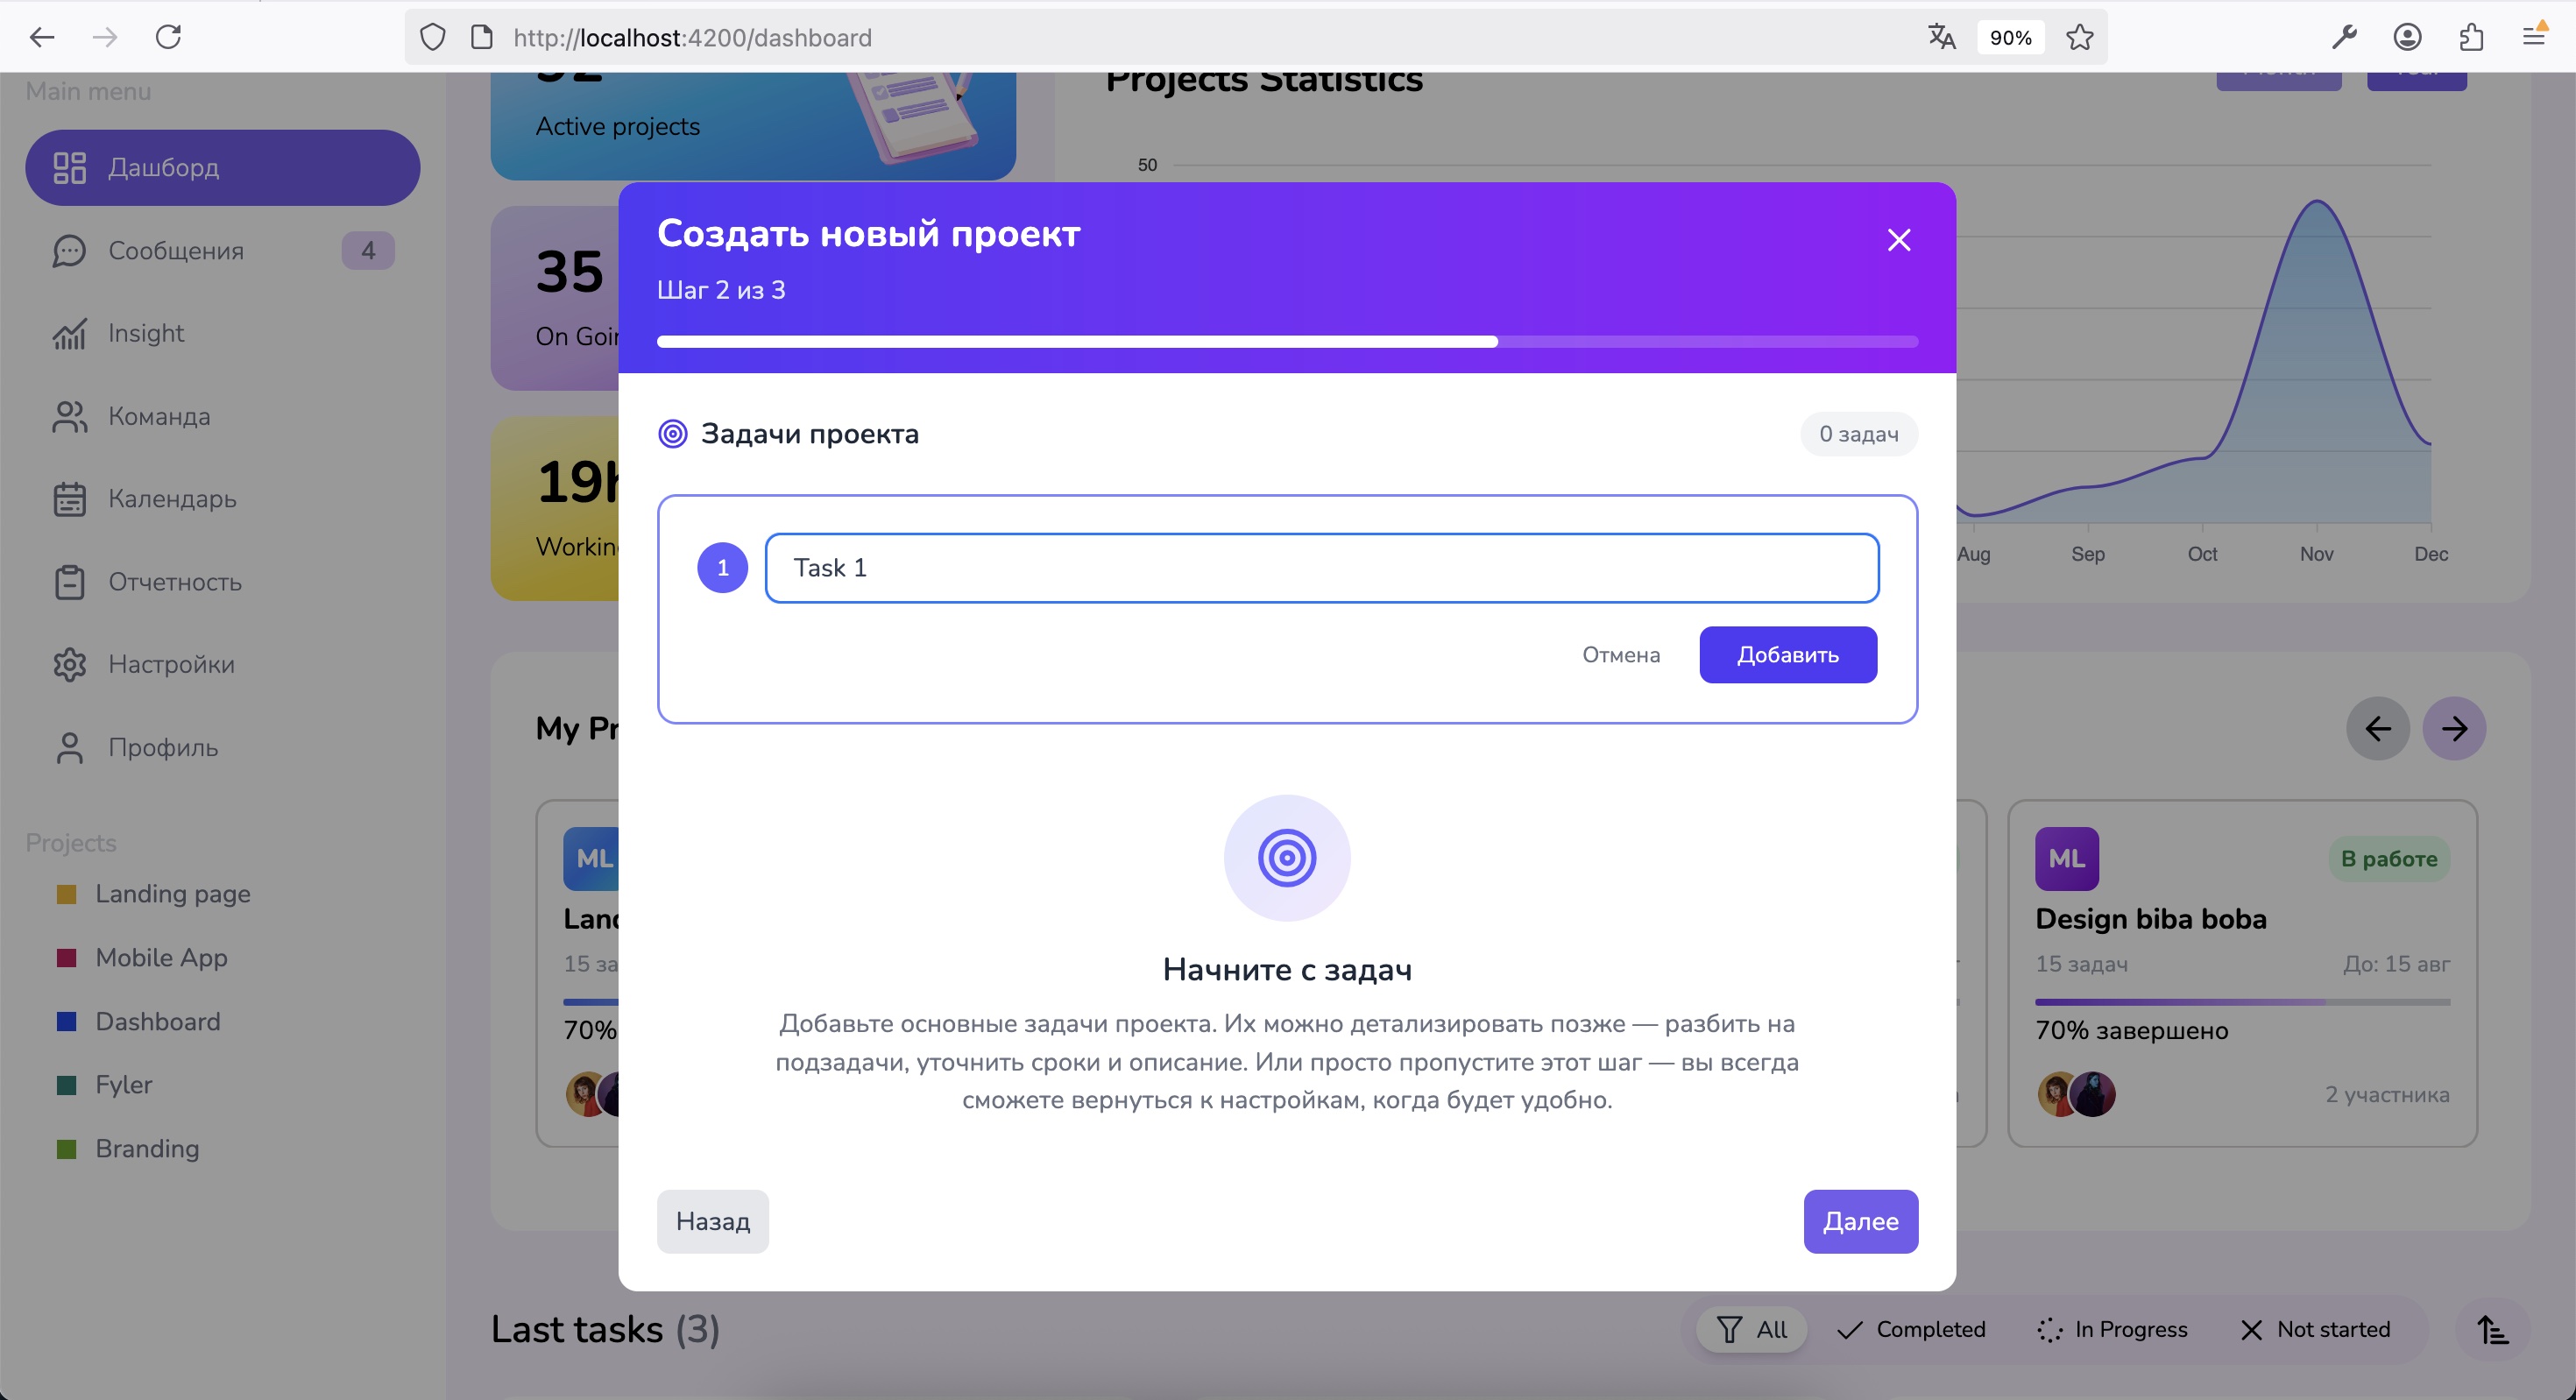 http://localhost:4200/dashboard
90%
Main menu
Дашборд
Сообщения
4
Insight
Команда
Календарь
Отчетность
Настройки
Профиль
Projects
Landing page
Mobile App
Dashboard
Fyler
Branding
Active projects
35
On Goin
19h
Workin
Projects Statistics
50
Aug
Sep
Oct
Nov
Dec
Создать новый проект
Шаг 2 из 3
Задачи проекта
0 задач
1
Task 1
Отмена
Добавить
Начните с задач
Добавьте основные задачи проекта. Их можно детализировать позже — разбить на
подзадачи, уточнить сроки и описание. Или просто пропустите этот шаг — вы всегда
сможете вернуться к настройкам, когда будет удобно.
Назад
Далее
My Pr
ML
Land
15 за
70%
ML
В работе
Design biba boba
15 задач
До: 15 авг
70% завершено
2 участника
Last tasks (3)
All
Completed
In Progress
Not started